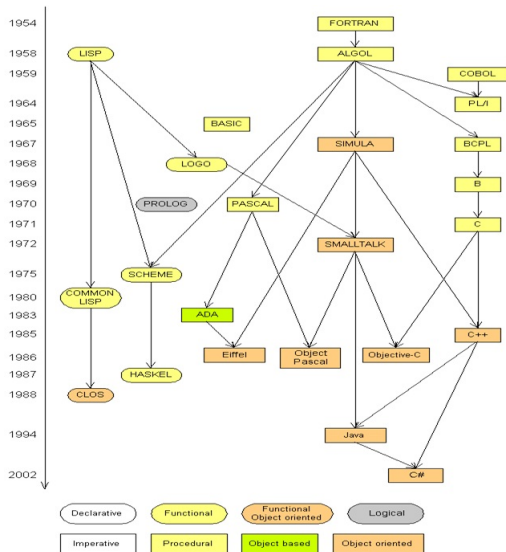 1954
FORTRAN
1958
LISP
ALGOL
1959
COBOL
1964
PL/I
1965
BASIC
1967
SIMULA
BCPL
1968
LOGO
1969
B
1970
PROLOG
PASCAL
1971
C
1972
SMALLTALK
1975
SCHEME
1980
COMMON
LISP
1983
ADA
1985
C++
1986
Eiffel
Object
Pascal
Objective-C
1987
HASKEL
1988
CLOS
1994
Java
2002
C#
Declarative
Functional
Functional
Object oriented
Logical
Imperative
Procedural
Object based
Object oriented